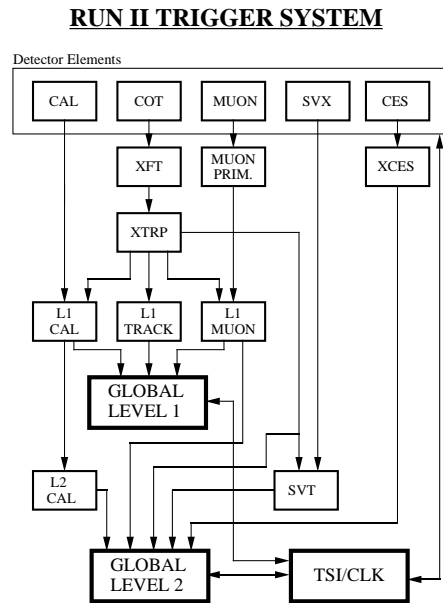 RUN II TRIGGER SYSTEM
Detector Elements
CAL
COT
MUON
SVX
CES
XFT
MUON
PRIM.
XCES
XTRP
L1
CAL
L1
TRACK
L1
MUON
GLOBAL
LEVEL 1
L2
CAL
SVT
GLOBAL
LEVEL 2
TSI/CLK